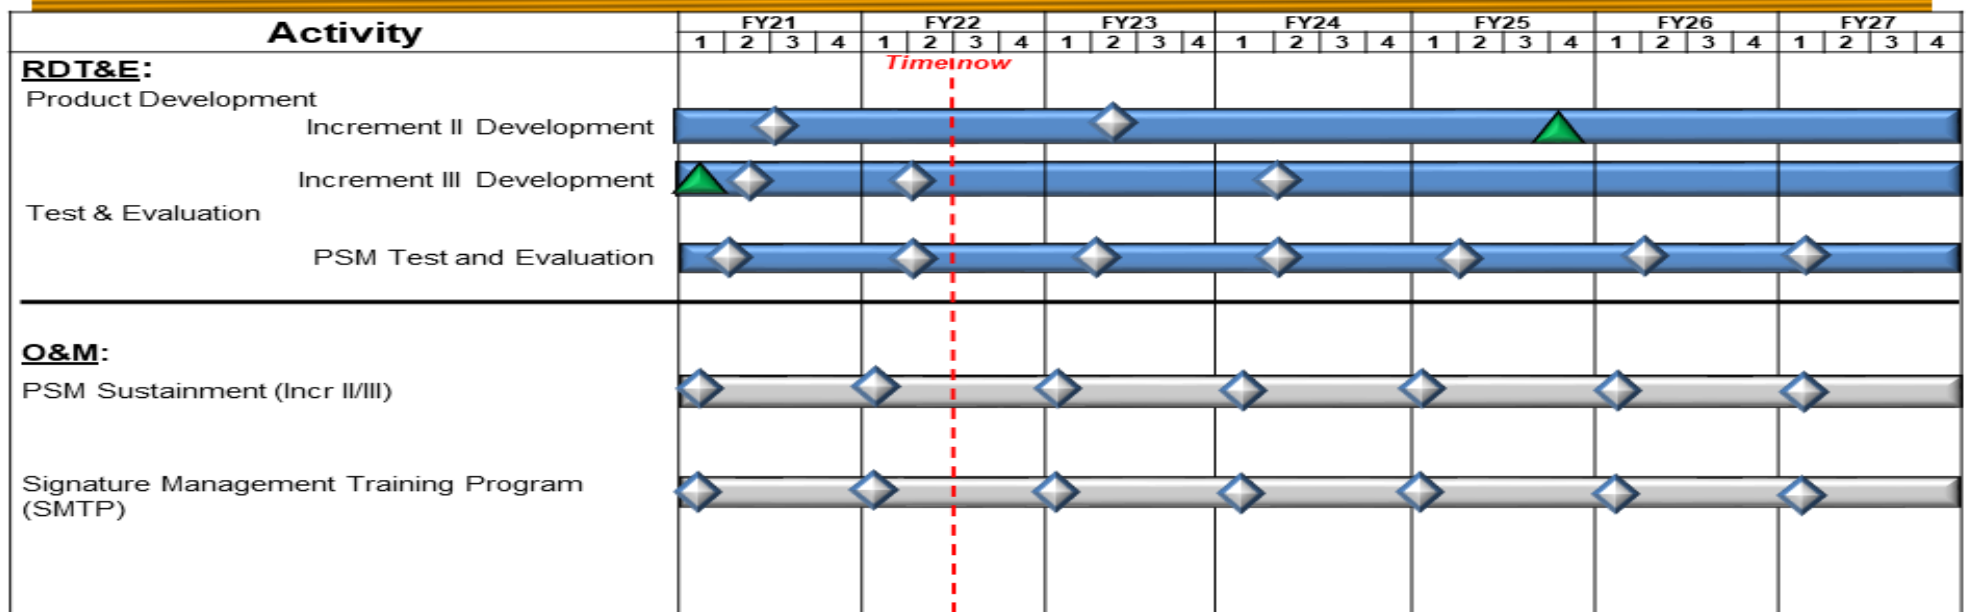 Activity
FY21 FY22 FY23 FY24 FY25 FY26 FY27
1 2 3 4 1 2 3 4 1 2 3 4 1 2 3 4 1 2 3 4 1 2 3 4 1 2 3 4
Time now
RDT&E:
Product Development
Increment II Development
Increment III Development
Test & Evaluation
PSM Test and Evaluation
O&M:
PSM Sustainment (Incr II/III)
Signature Management Training Program
(SMTP)